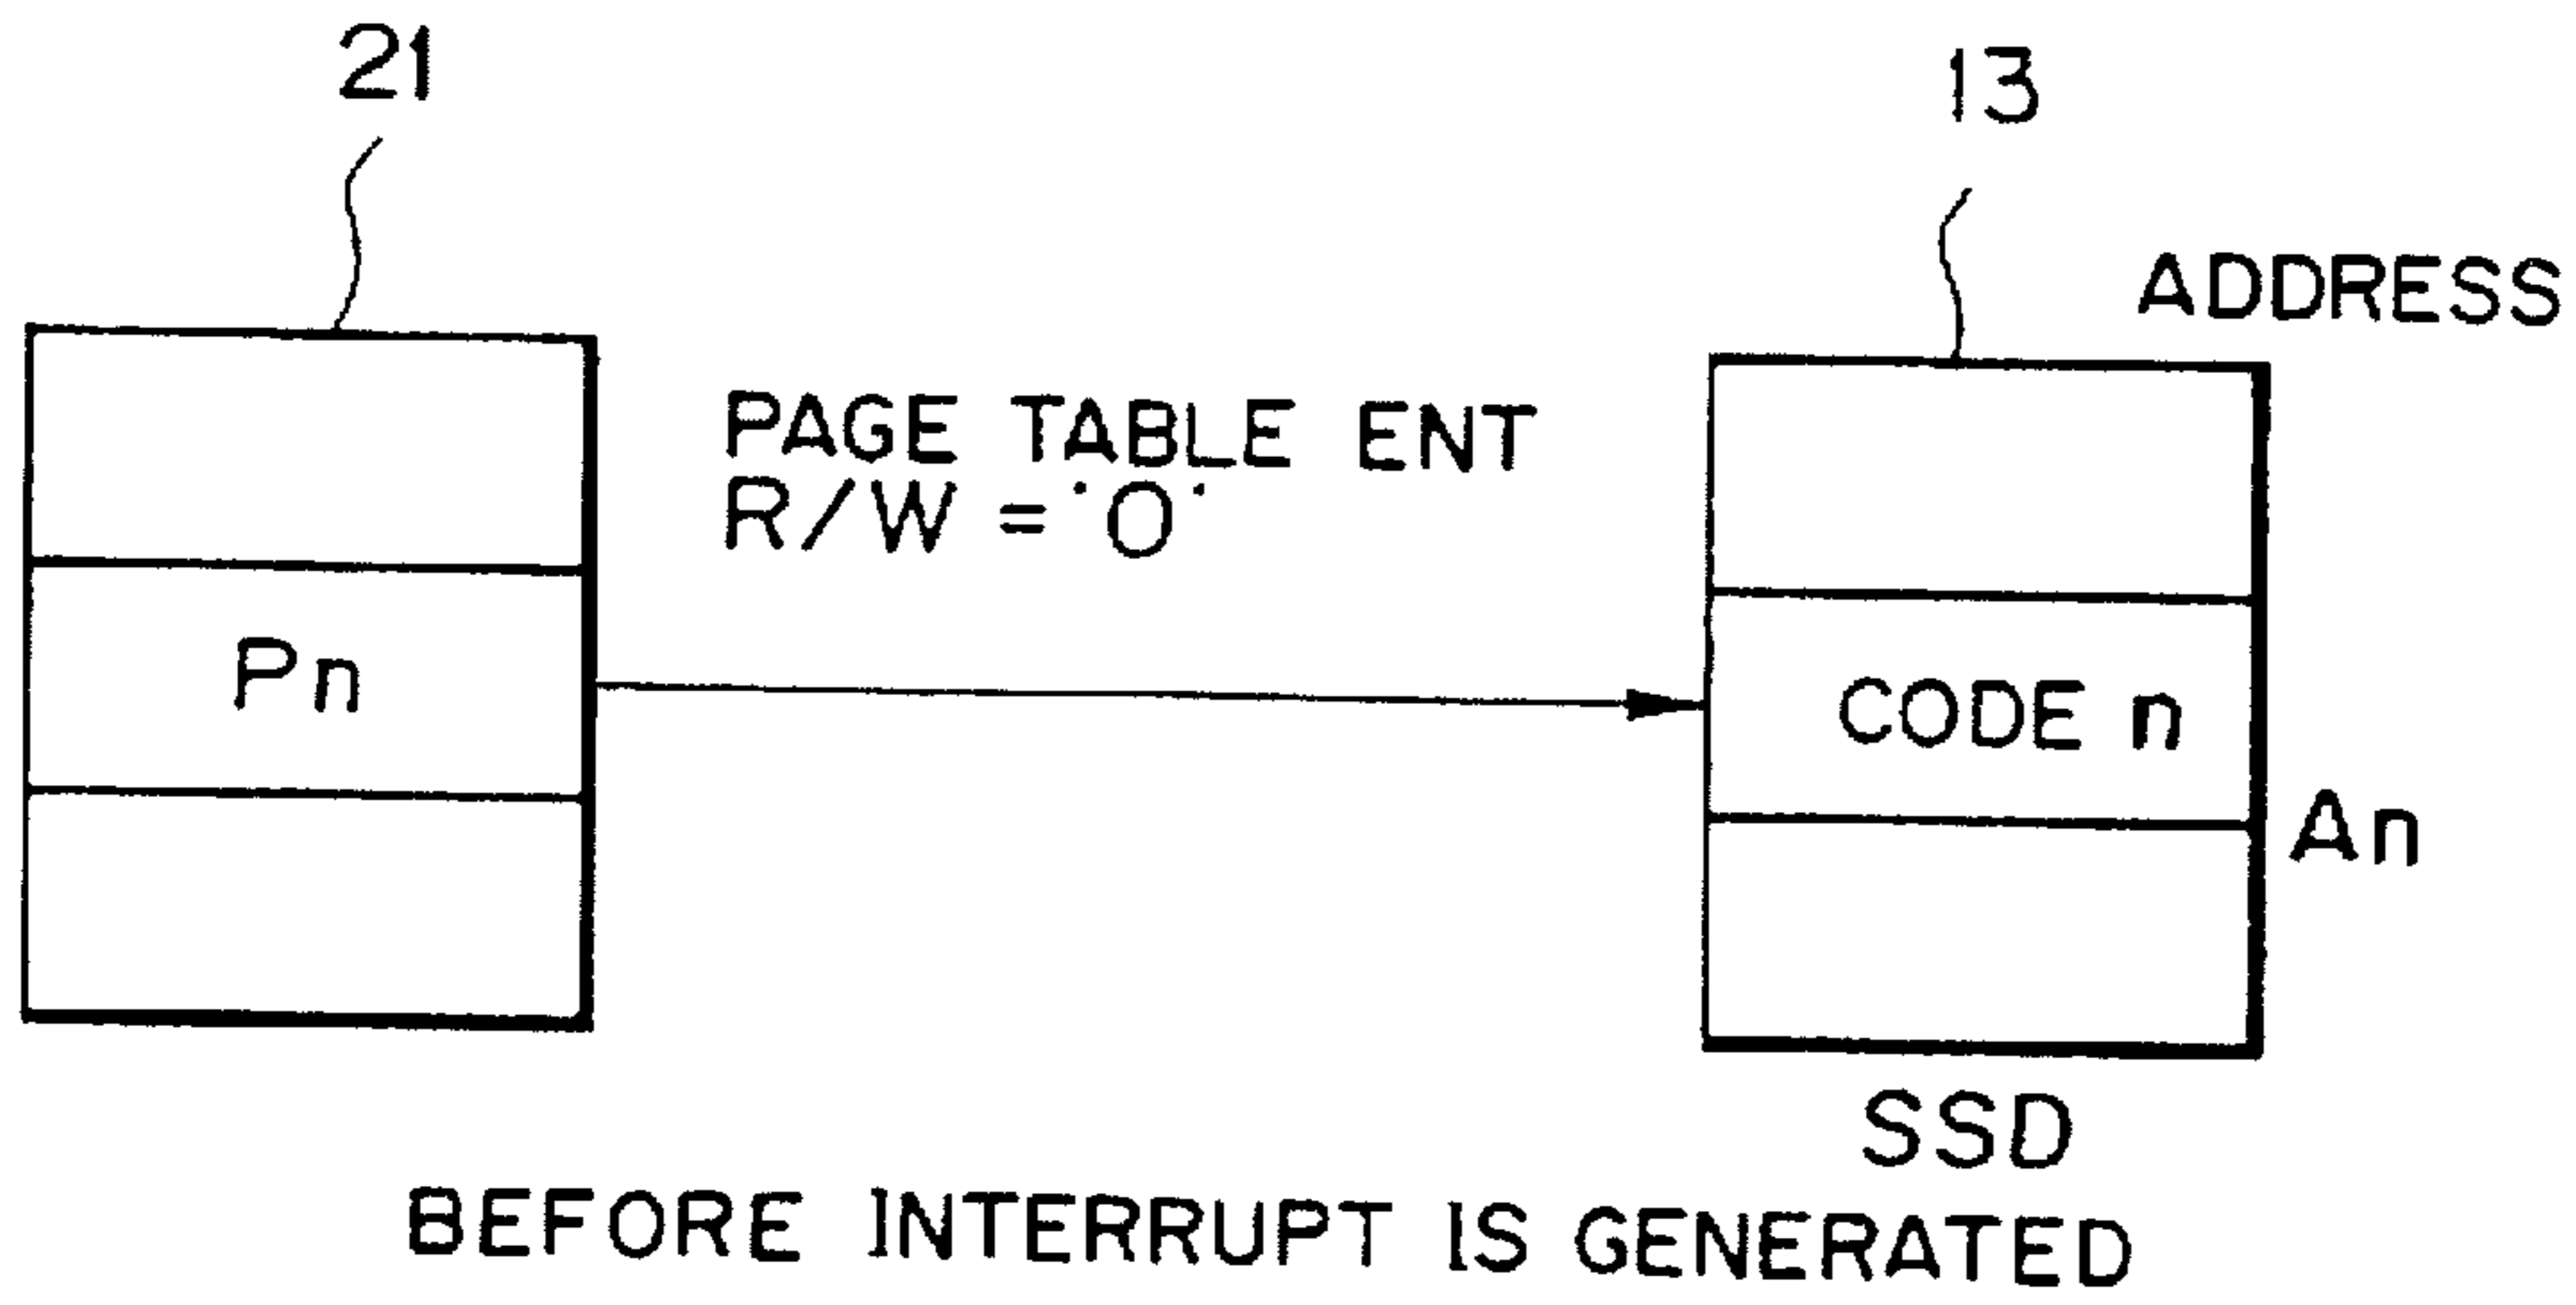 21
13
ADDRESS
PAGE TABLE ENT
R/W = '0'
Pn
CODE n
An
SSD
BEFORE INTERRUPT IS GENERATED